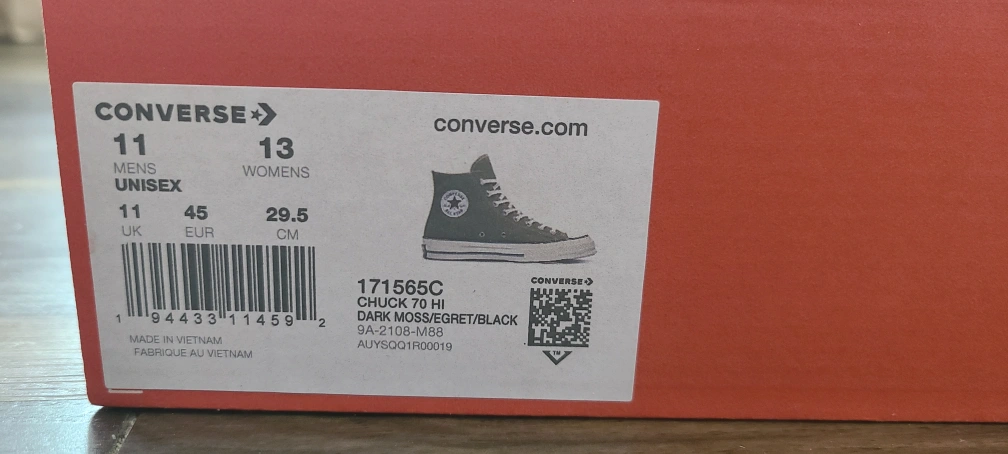 CONVERSE
converse.com
11 13
MENS WOMENS
UNISEX
11 45 29.5
UK EUR CM
1 94433 11459 2
MADE IN VIETNAM
FABRIQUE AU VIETNAM
171565C
CHUCK 70 HI
DARK MOSS/EGRET/BLACK
9A-2108-M88
AUYSQQ1R00019
CONVERSE
TM